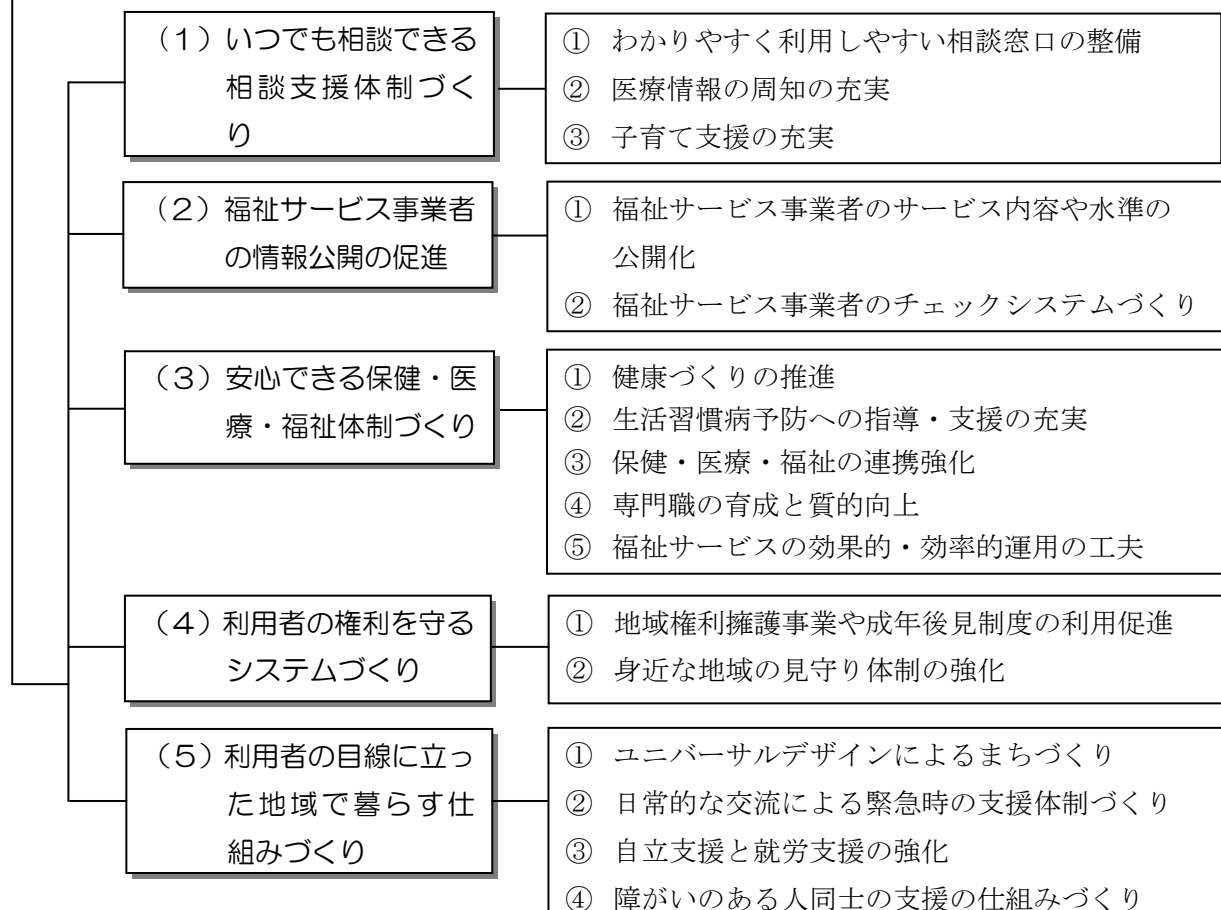 （１）いつでも相談できる
相談支援体制づく
り
① わかりやすく利用しやすい相談窓口の整備
② 医療情報の周知の充実
③ 子育て支援の充実
（２）福祉サービス事業者
の情報公開の促進
① 福祉サービス事業者のサービス内容や水準の
公開化
② 福祉サービス事業者のチェックシステムづくり
（３）安心できる保健・医
療・福祉体制づくり
① 健康づくりの推進
② 生活習慣病予防への指導・支援の充実
③ 保健・医療・福祉の連携強化
④ 専門職の育成と質的向上
⑤ 福祉サービスの効果的・効率的運用の工夫
（４）利用者の権利を守る
システムづくり
① 地域権利擁護事業や成年後見制度の利用促進
② 身近な地域の見守り体制の強化
（５）利用者の目線に立っ
た地域で暮らす仕
組みづくり
① ユニバーサルデザインによるまちづくり
② 日常的な交流による緊急時の支援体制づくり
③ 自立支援と就労支援の強化
④ 障がいのある人同士の支援の仕組みづくり